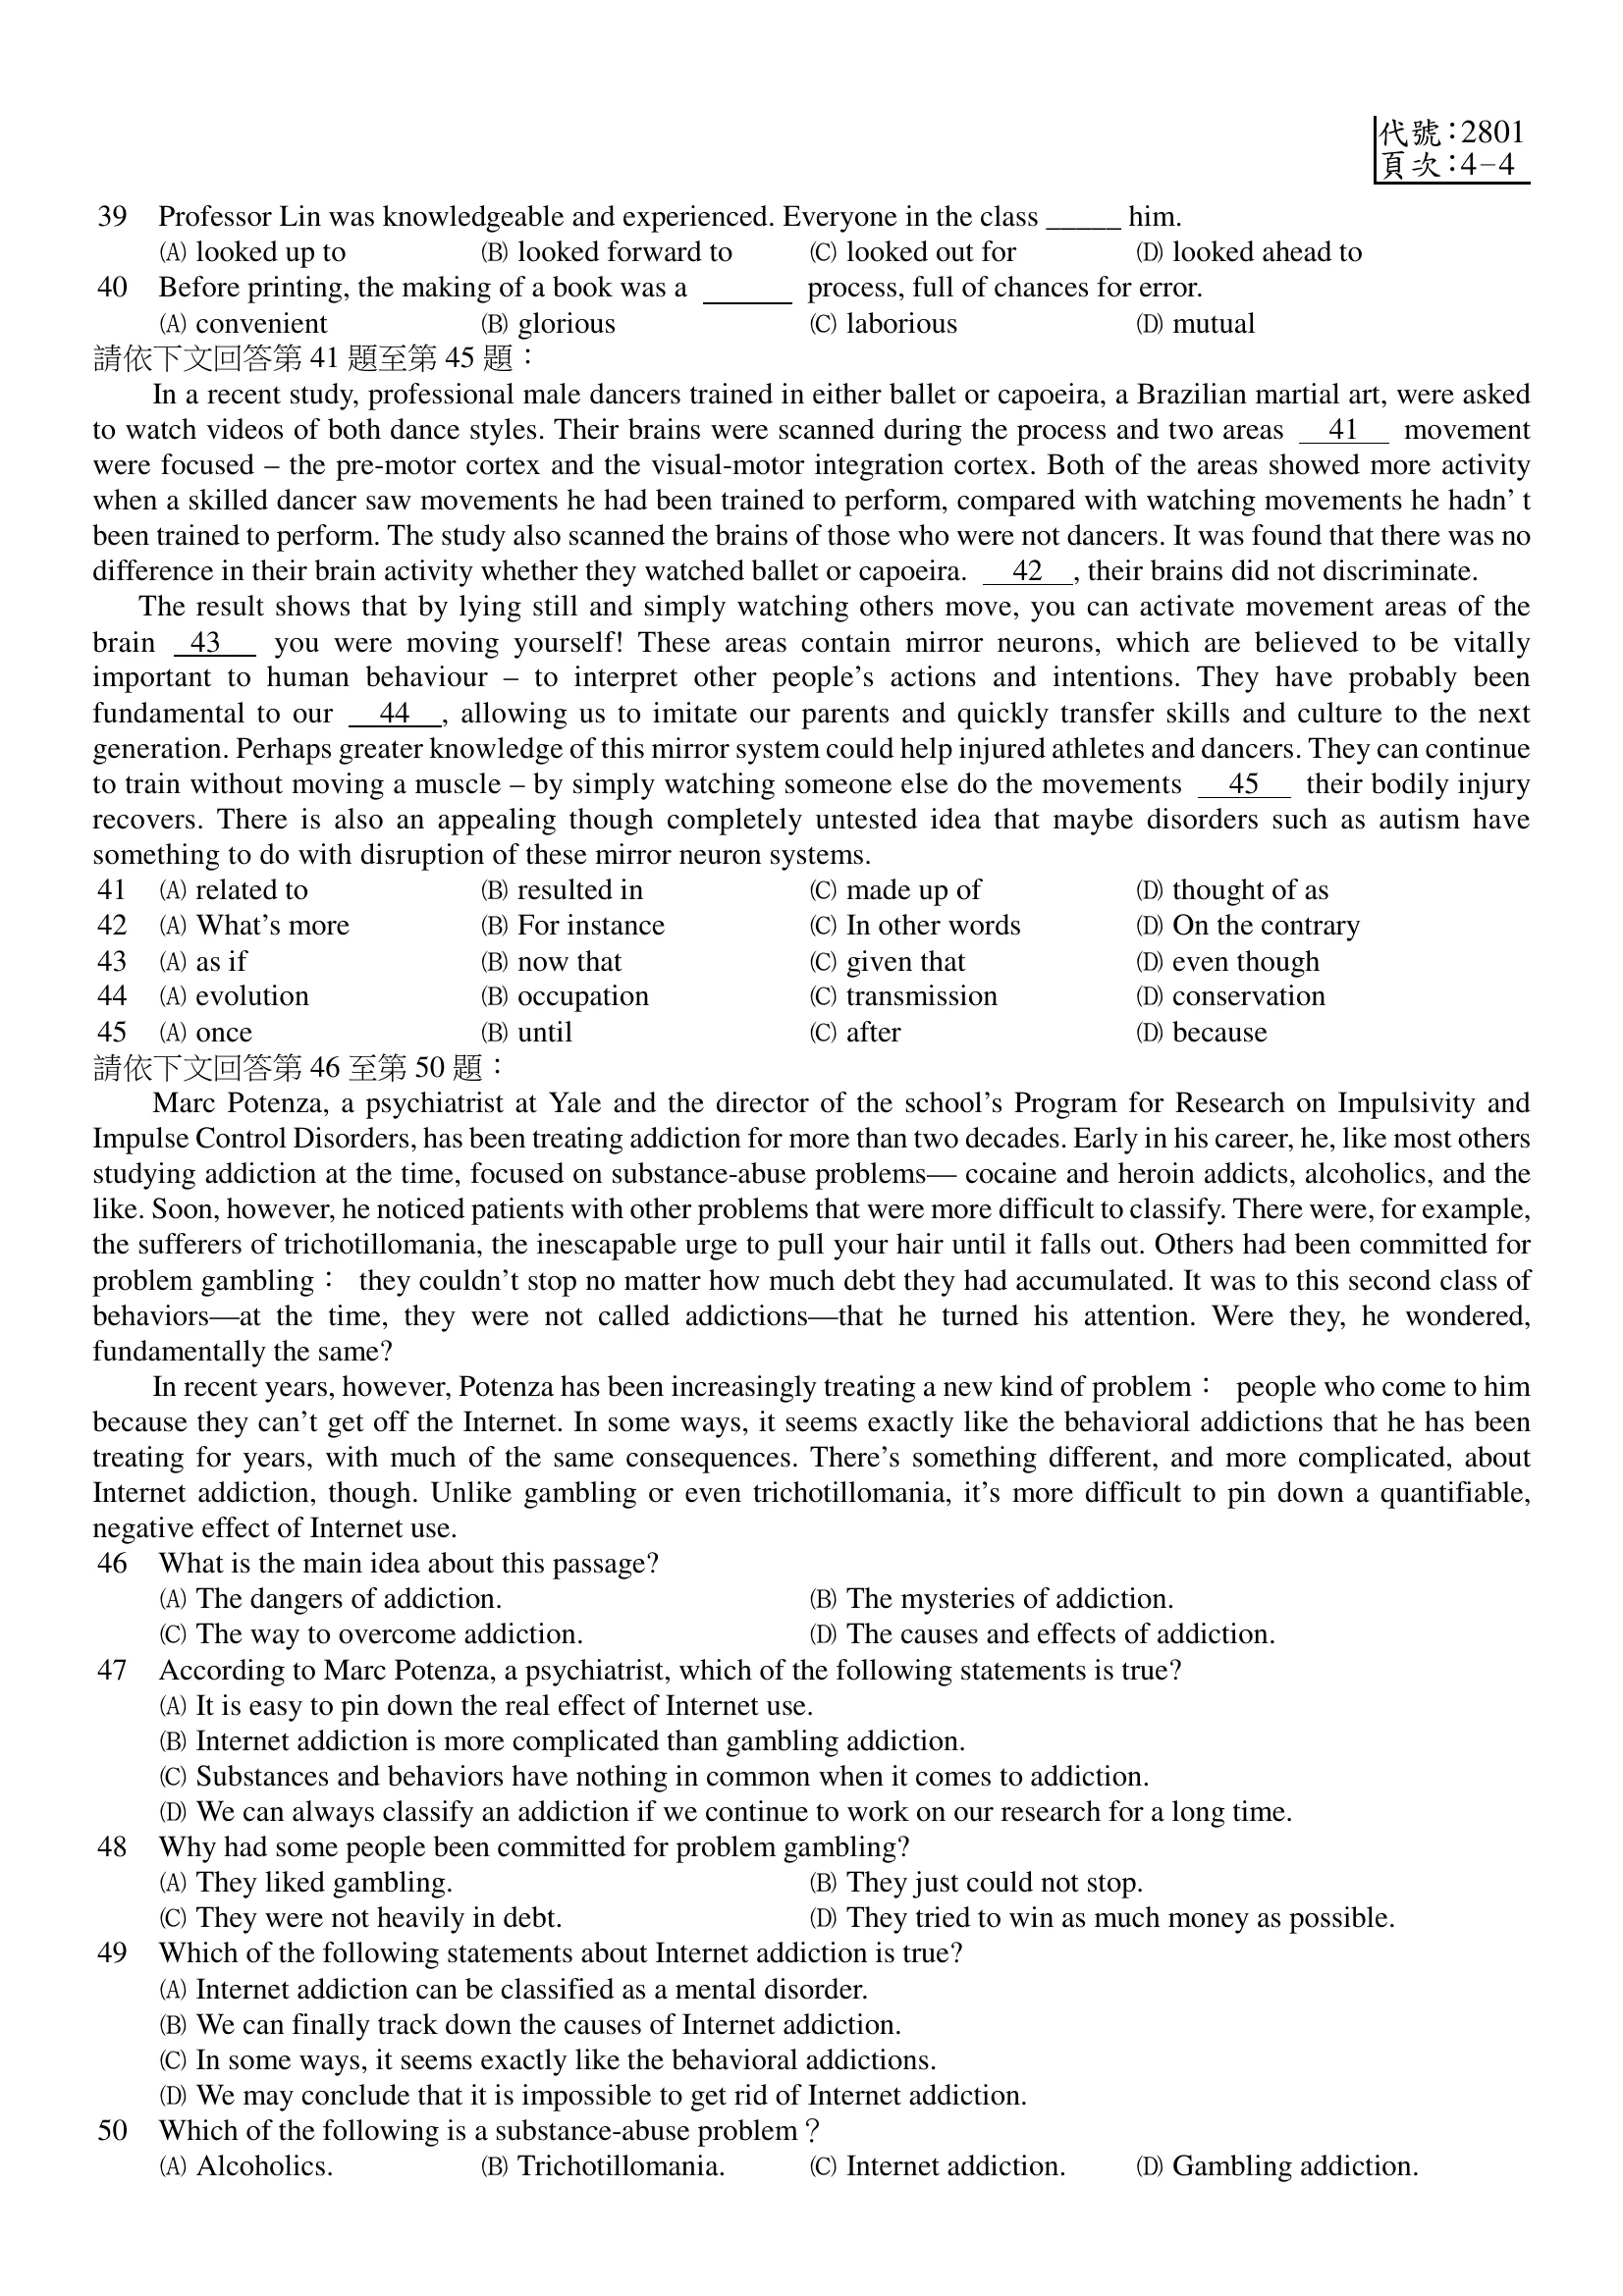 代號：2801
頁次：4－4
39 Professor Lin was knowledgeable and experienced. Everyone in the class _____ him.
(A) looked up to (B) looked forward to (C) looked out for (D) looked ahead to
40 Before printing, the making of a book was a ______ process, full of chances for error.
(A) convenient (B) glorious (C) laborious (D) mutual
請依下文回答第 41 題至第 45 題：
In a recent study, professional male dancers trained in either ballet or capoeira, a Brazilian martial art, were asked
to watch videos of both dance styles. Their brains were scanned during the process and two areas 41 movement
were focused – the pre-motor cortex and the visual-motor integration cortex. Both of the areas showed more activity
when a skilled dancer saw movements he had been trained to perform, compared with watching movements he hadn' t
been trained to perform. The study also scanned the brains of those who were not dancers. It was found that there was no
difference in their brain activity whether they watched ballet or capoeira. 42 , their brains did not discriminate.
The result shows that by lying still and simply watching others move, you can activate movement areas of the
brain 43 you were moving yourself! These areas contain mirror neurons, which are believed to be vitally
important to human behaviour – to interpret other people's actions and intentions. They have probably been
fundamental to our 44 , allowing us to imitate our parents and quickly transfer skills and culture to the next
generation. Perhaps greater knowledge of this mirror system could help injured athletes and dancers. They can continue
to train without moving a muscle – by simply watching someone else do the movements 45 their bodily injury
recovers. There is also an appealing though completely untested idea that maybe disorders such as autism have
something to do with disruption of these mirror neuron systems.
41 (A) related to (B) resulted in (C) made up of (D) thought of as
42 (A) What's more (B) For instance (C) In other words (D) On the contrary
43 (A) as if (B) now that (C) given that (D) even though
44 (A) evolution (B) occupation (C) transmission (D) conservation
45 (A) once (B) until (C) after (D) because
請依下文回答第 46 至第 50 題：
Marc Potenza, a psychiatrist at Yale and the director of the school's Program for Research on Impulsivity and
Impulse Control Disorders, has been treating addiction for more than two decades. Early in his career, he, like most others
studying addiction at the time, focused on substance-abuse problems— cocaine and heroin addicts, alcoholics, and the
like. Soon, however, he noticed patients with other problems that were more difficult to classify. There were, for example,
the sufferers of trichotillomania, the inescapable urge to pull your hair until it falls out. Others had been committed for
problem gambling： they couldn't stop no matter how much debt they had accumulated. It was to this second class of
behaviors—at the time, they were not called addictions—that he turned his attention. Were they, he wondered,
fundamentally the same?
In recent years, however, Potenza has been increasingly treating a new kind of problem： people who come to him
because they can't get off the Internet. In some ways, it seems exactly like the behavioral addictions that he has been
treating for years, with much of the same consequences. There's something different, and more complicated, about
Internet addiction, though. Unlike gambling or even trichotillomania, it's more difficult to pin down a quantifiable,
negative effect of Internet use.
46 What is the main idea about this passage?
(A) The dangers of addiction. (B) The mysteries of addiction.
(C) The way to overcome addiction. (D) The causes and effects of addiction.
47 According to Marc Potenza, a psychiatrist, which of the following statements is true?
(A) It is easy to pin down the real effect of Internet use.
(B) Internet addiction is more complicated than gambling addiction.
(C) Substances and behaviors have nothing in common when it comes to addiction.
(D) We can always classify an addiction if we continue to work on our research for a long time.
48 Why had some people been committed for problem gambling?
(A) They liked gambling. (B) They just could not stop.
(C) They were not heavily in debt. (D) They tried to win as much money as possible.
49 Which of the following statements about Internet addiction is true?
(A) Internet addiction can be classified as a mental disorder.
(B) We can finally track down the causes of Internet addiction.
(C) In some ways, it seems exactly like the behavioral addictions.
(D) We may conclude that it is impossible to get rid of Internet addiction.
50 Which of the following is a substance-abuse problem？
(A) Alcoholics. (B) Trichotillomania. (C) Internet addiction. (D) Gambling addiction.